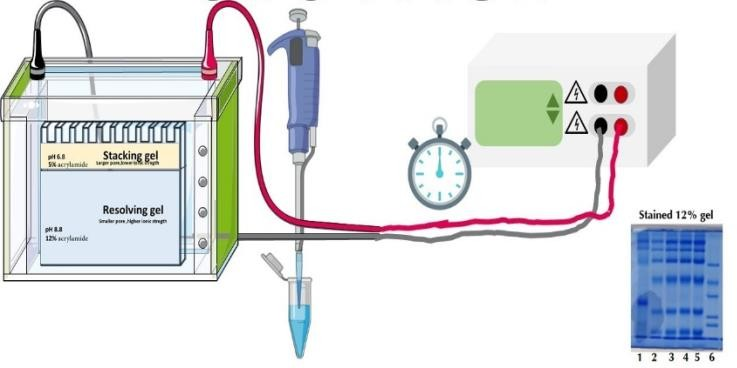 pH 6.8
5% acrylamide
Stacking gel
Larger pore,lower ionic strength
Resolving gel
Smaller pore ,higher ionic strength
pH 8.8
12% acrylamide
Stained 12% gel
1 2 3 4 5 6